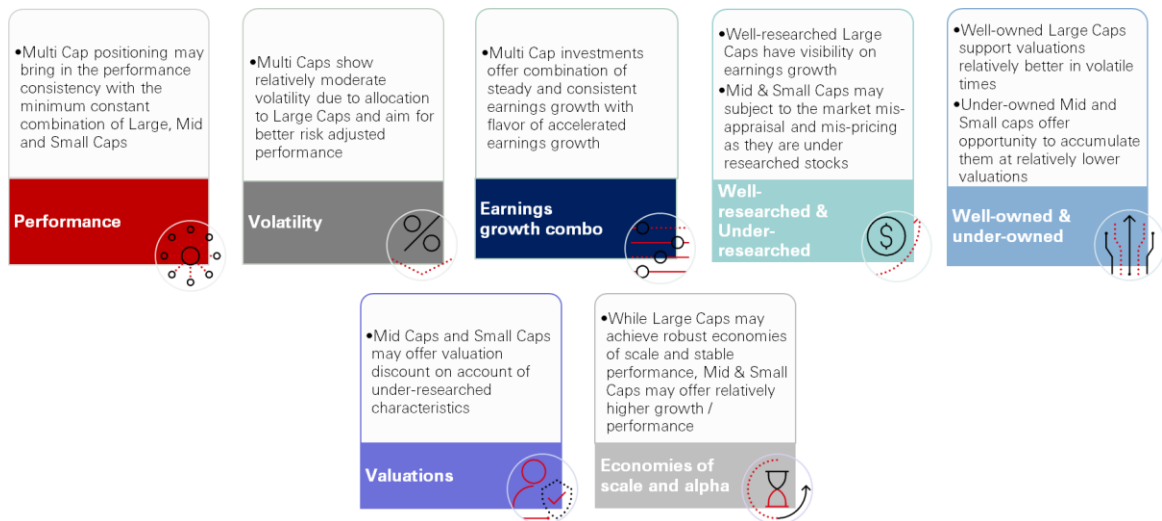 •Multi Cap positioning may
bring in the performance
consistency with the
minimum constant
combination of Large, Mid
and Small Caps
Performance
•Multi Caps show
relatively moderate
volatility due to allocation
to Large Caps and aim for
better risk adjusted
performance
Volatility
•Multi Cap investments
offer combination of
steady and consistent
earnings growth with
flavor of accelerated
earnings growth
Earnings
growth combo
•Well-researched Large
Caps have visibility on
earnings growth
•Mid & Small Caps may
subject to the market mis-
appraisal and mis-pricing
as they are under
researched stocks
Well-
researched &
Under-
researched
$
•Well-owned Large Caps
support valuations
relatively better in volatile
times
•Under-owned Mid and
Small caps offer
opportunity to accumulate
them at relatively lower
valuations
Well-owned &
under-owned
•Mid Caps and Small Caps
may offer valuation
discount on account of
under-researched
characteristics
Valuations
•While Large Caps may
achieve robust economies
of scale and stable
performance, Mid & Small
Caps may offer relatively
higher growth /
performance
Economies of
scale and alpha